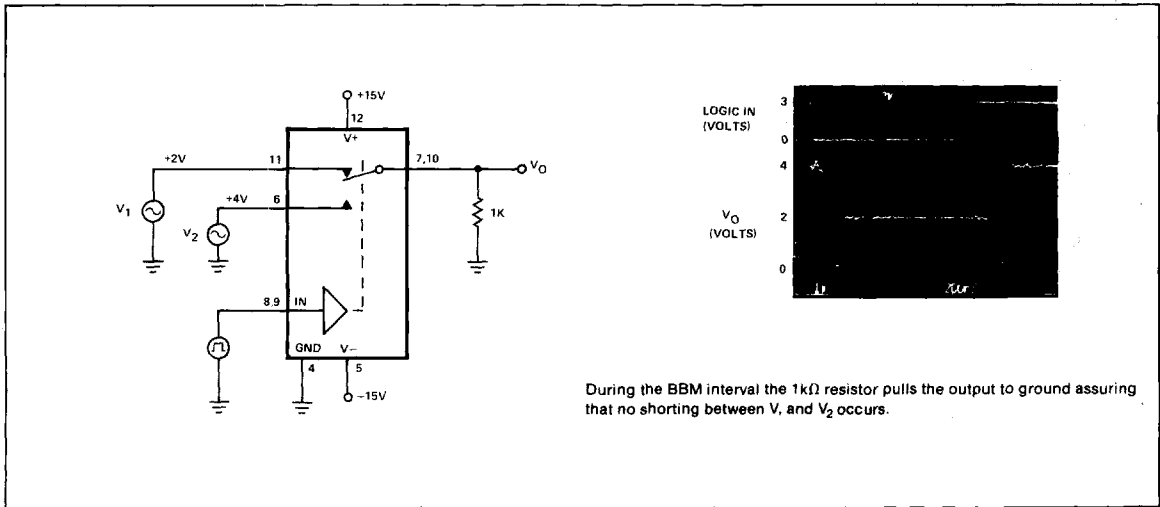 +15V
12
V+
+2V
11
7,10
VO
+4V
6
V1
V2
1K
8,9
IN
GND
V–
4
5
–15V
LOGIC IN
(VOLTS)
3
0
4
VO
(VOLTS)
2
0
During the BBM interval the 1kΩ resistor pulls the output to ground assuring
that no shorting between V, and V2 occurs.